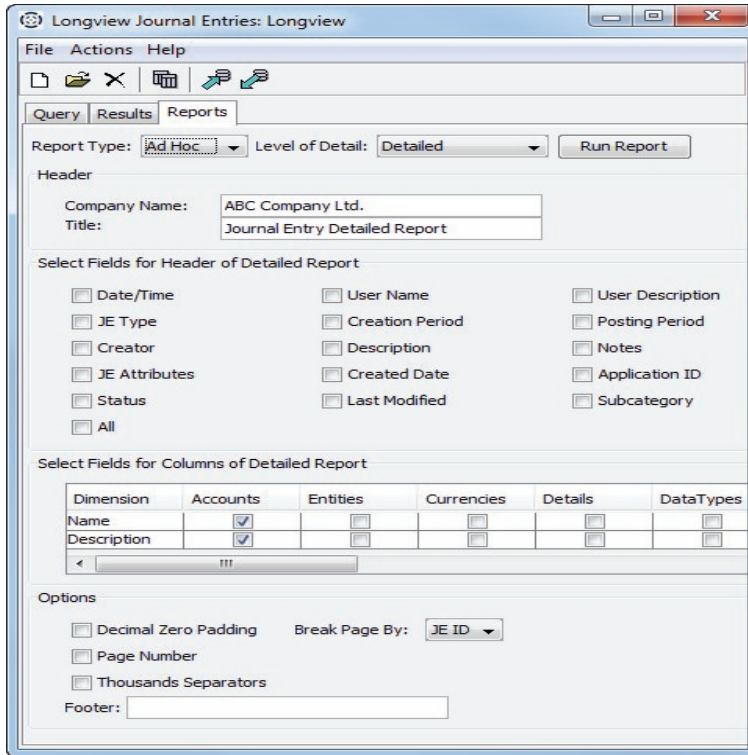 Longview Journal Entries: Longview
File Actions Help
Query Results Reports
Report Type: Ad Hoc Level of Detail: Detailed Run Report
Header
Company Name: ABC Company Ltd.
Title: Journal Entry Detailed Report
Select Fields for Header of Detailed Report
Date/Time User Name User Description
JE Type Creation Period Posting Period
Creator Description Notes
JE Attributes Created Date Application ID
Status Last Modified Subcategory
All
Select Fields for Columns of Detailed Report
Dimension Accounts Entities Currencies Details DataTypes
Name
Description
Options
Decimal Zero Padding Break Page By: JE ID
Page Number
Thousands Separators
Footer: